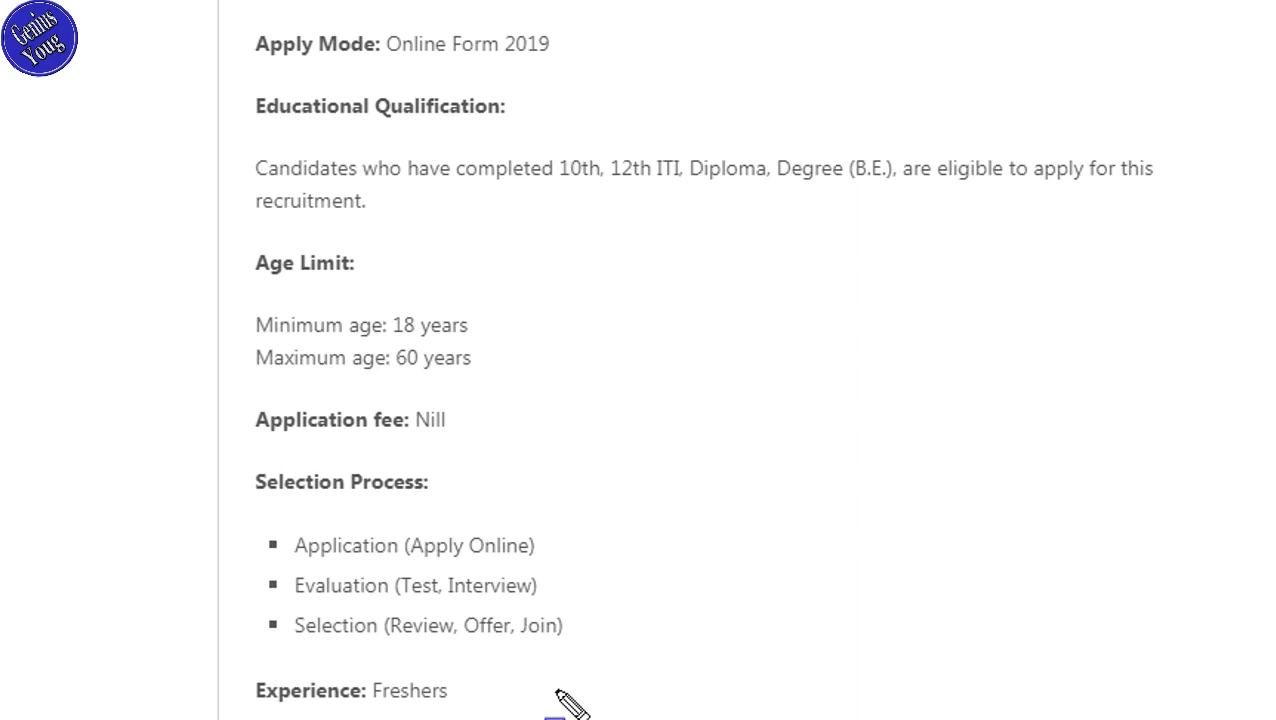 Genius
Youg
Apply Mode: Online Form 2019
Educational Qualification:
Candidates who have completed 10th, 12th ITI, Diploma, Degree (B.E.), are eligible to apply for this
recruitment.
Age Limit:
Minimum age: 18 years
Maximum age: 60 years
Application fee: Nill
Selection Process:
▪ Application (Apply Online)
▪ Evaluation (Test, Interview)
▪ Selection (Review, Offer, Join)
Experience: Freshers